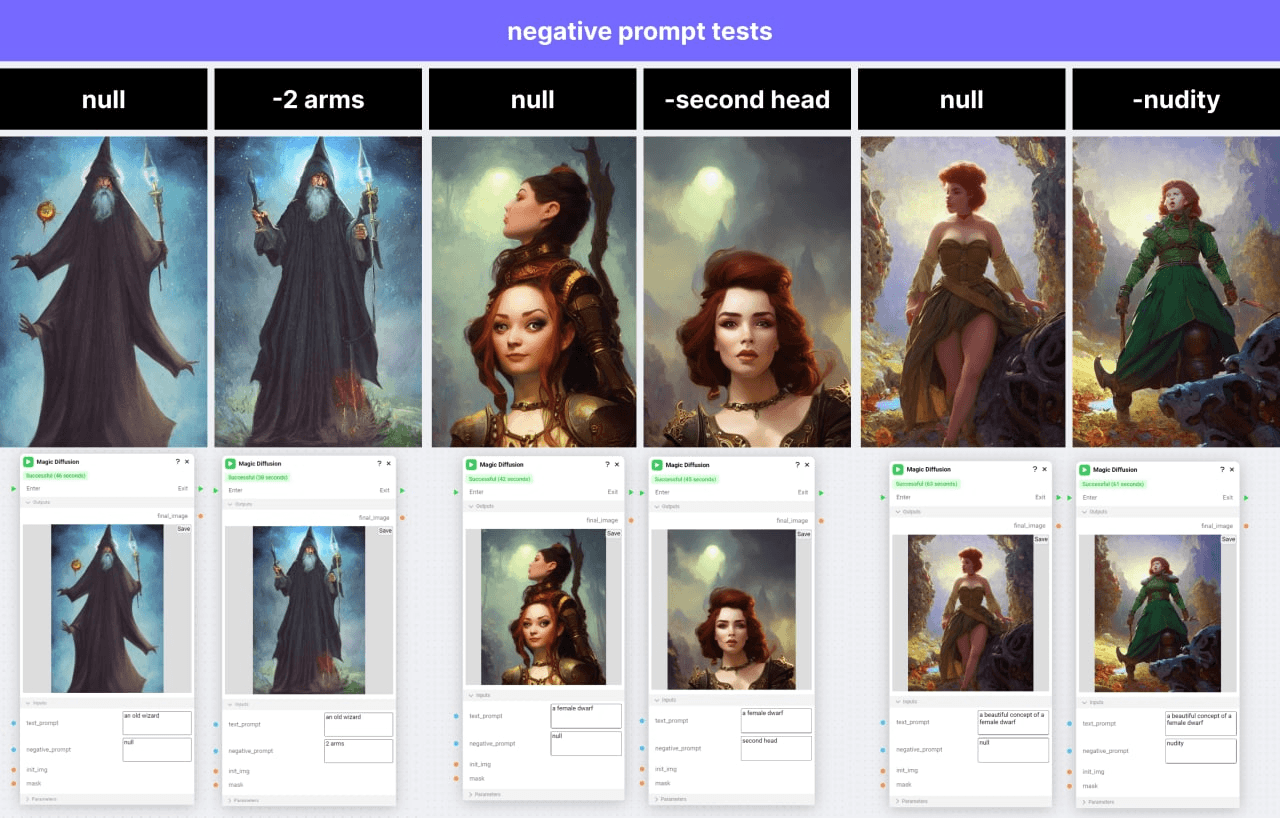 negative prompt tests
null
-2 arms
null
-second head
null
-nudity
Magic Diffusion
? ×
Successful (46 seconds)
Enter
Exit
Outputs
final_image
Save
Inputs
text_prompt
an old wizard
negative_prompt
null
init_img
mask
Parameters
Magic Diffusion
? ×
Successful (38 seconds)
Enter
Exit
Outputs
final_image
Save
Inputs
text_prompt
an old wizard
negative_prompt
2 arms
init_img
mask
Parameters
Magic Diffusion
? ×
Successful (42 seconds)
Enter
Exit
Outputs
final_image
Save
Inputs
text_prompt
a female dwarf
negative_prompt
null
init_img
mask
Parameters
Magic Diffusion
? ×
Successful (45 seconds)
Enter
Exit
Outputs
final_image
Save
Inputs
text_prompt
a female dwarf
negative_prompt
second head
init_img
mask
Parameters
Magic Diffusion
? ×
Successful (63 seconds)
Enter
Exit
Outputs
final_image
Save
Inputs
text_prompt
a beautiful concept of a
female dwarf
negative_prompt
null
init_img
mask
Parameters
Magic Diffusion
? ×
Successful (61 seconds)
Enter
Exit
Outputs
final_image
Save
Inputs
text_prompt
a beautiful concept of a
female dwarf
negative_prompt
nudity
init_img
mask
Parameters